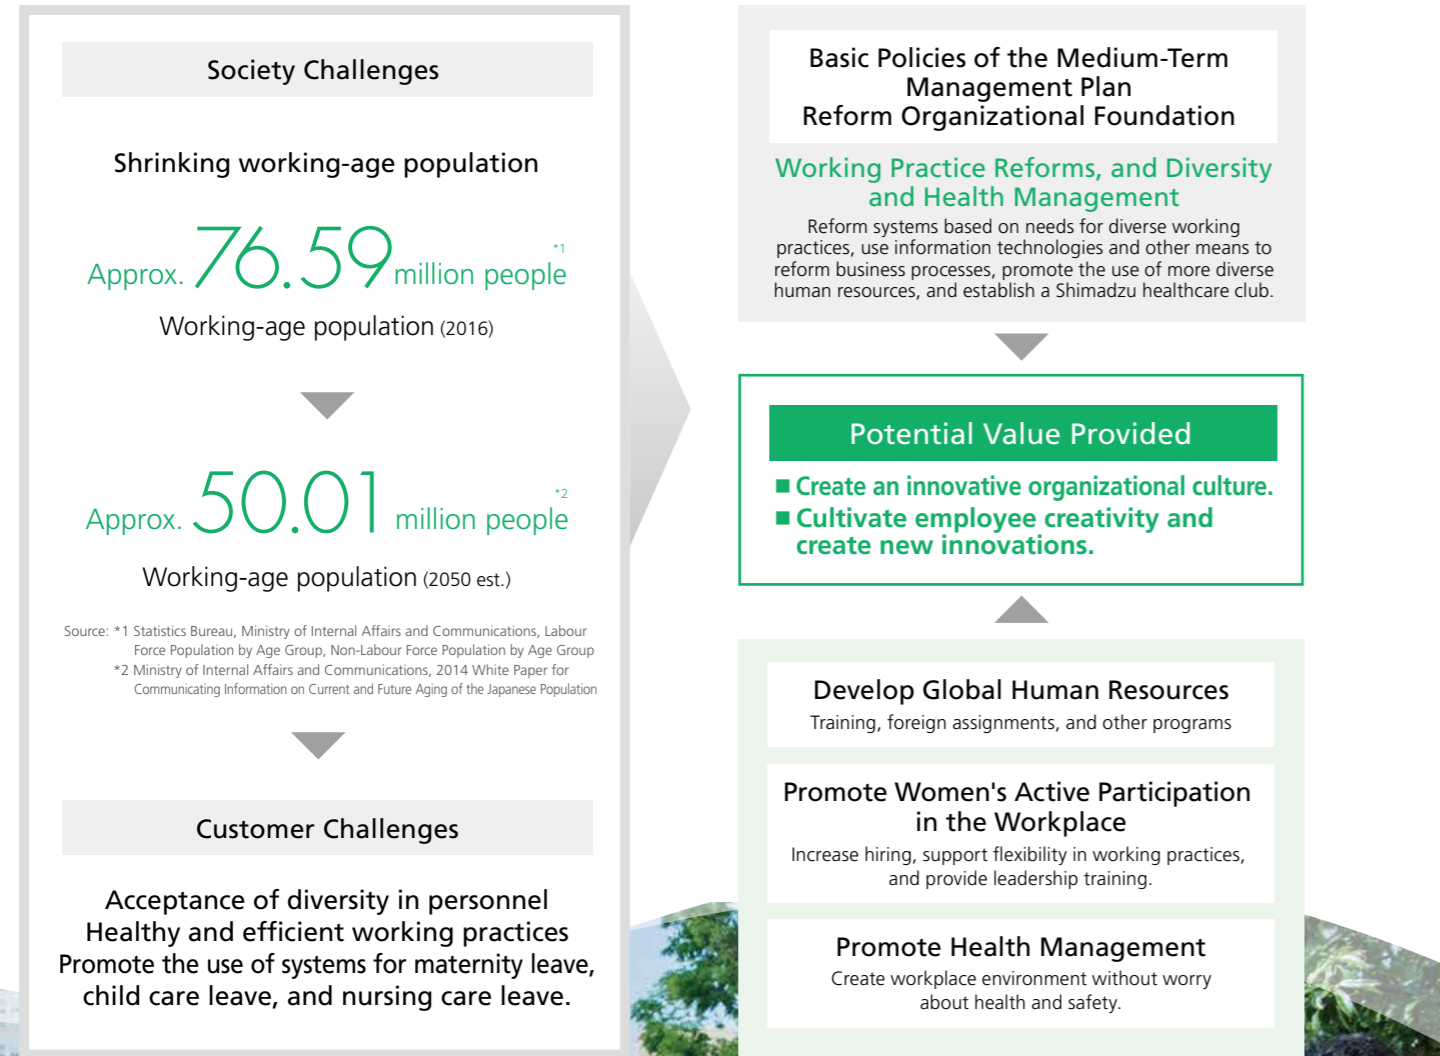 Society Challenges
Shrinking working-age population
Approx. 76.59 million people *1
Working-age population (2016)
Approx. 50.01 million people *2
Working-age population (2050 est.)
Source: *1 Statistics Bureau, Ministry of Internal Affairs and Communications, Labour
Force Population by Age Group, Non-Labour Force Population by Age Group
*2 Ministry of Internal Affairs and Communications, 2014 White Paper for
Communicating Information on Current and Future Aging of the Japanese Population
Customer Challenges
Acceptance of diversity in personnel
Healthy and efficient working practices
Promote the use of systems for maternity leave,
child care leave, and nursing care leave.
Basic Policies of the Medium-Term
Management Plan
Reform Organizational Foundation
Working Practice Reforms, and Diversity
and Health Management
Reform systems based on needs for diverse working
practices, use information technologies and other means to
reform business processes, promote the use of more diverse
human resources, and establish a Shimadzu healthcare club.
Potential Value Provided
■ Create an innovative organizational culture.
■ Cultivate employee creativity and
create new innovations.
Develop Global Human Resources
Training, foreign assignments, and other programs
Promote Women's Active Participation
in the Workplace
Increase hiring, support flexibility in working practices,
and provide leadership training.
Promote Health Management
Create workplace environment without worry
about health and safety.